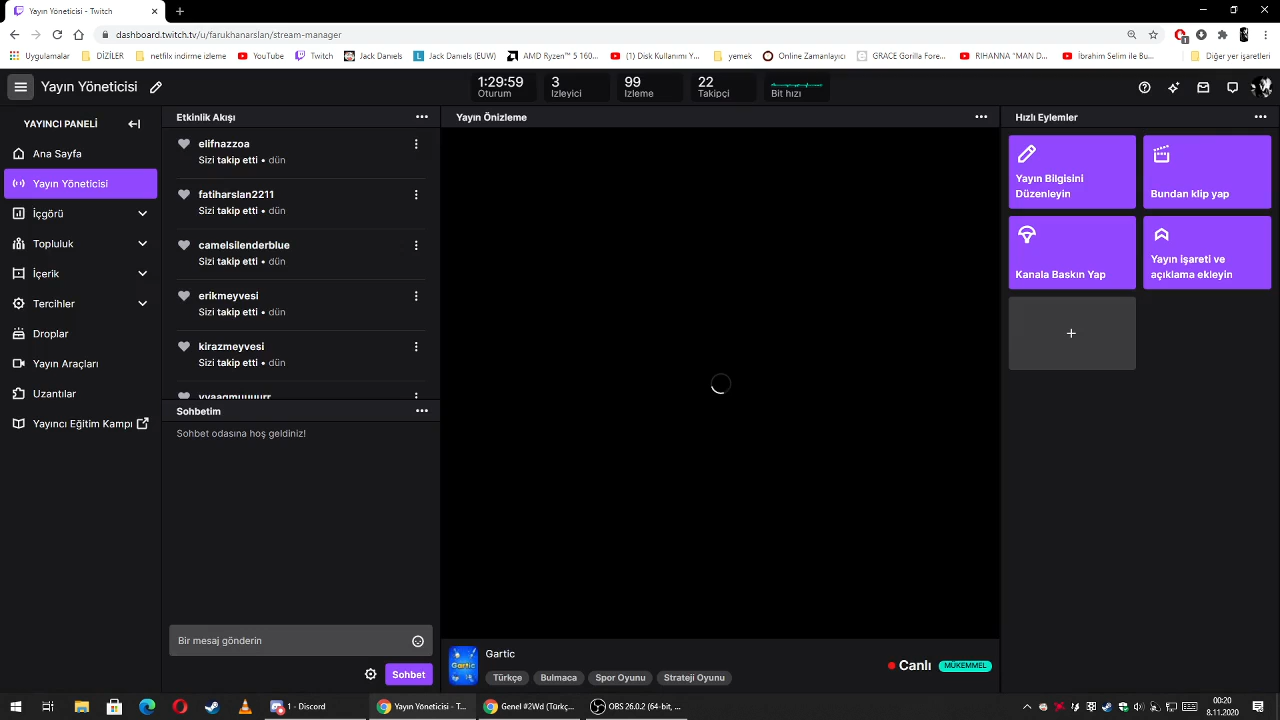 Yayın Yöneticisi - Twitch
dashboard.twitch.tv/u/farukhanarslan/stream-manager
Uygulamalar
DİZİLER
netflix indirme izleme
YouTube
Twitch
Jack Daniels
Jack Daniels (EUW)
AMD Ryzen™ 5 160...
(1) Disk Kullanımı Y...
yemek
Online Zamanlayıcı
GRACE Gorilla Fore...
RIHANNA "MAN D...
İbrahim Selim ile Bu...
Diğer yer işaretleri
Yayın Yöneticisi
1:29:59
Oturum
3
İzleyici
99
İzleme
22
Takipçi
Bit hızı
YAYINCI PANELİ
Ana Sayfa
Yayın Yöneticisi
İçgörü
Topluluk
İçerik
Tercihler
Droplar
Yayın Araçları
Uzantılar
Yayıncı Eğitim Kampı
Etkinlik Akışı
elifnazzoa
Sizi takip etti • dün
fatiharslan2211
Sizi takip etti • dün
camelsilenderblue
Sizi takip etti • dün
erikmeyvesi
Sizi takip etti • dün
kirazmeyvesi
Sizi takip etti • dün
Sohbetim
Sohbet odasına hoş geldiniz!
Bir mesaj gönderin
Sohbet
Yayın Önizleme
Gartic
Gartic
Türkçe
Bulmaca
Spor Oyunu
Strateji Oyunu
Canlı
MÜKEMMEL
Hızlı Eylemler
Yayın Bilgisini
Düzenleyin
Bundan klip yap
Kanala Baskın Yap
Yayın işareti ve
açıklama ekleyin
1 - Discord
Yayın Yöneticisi - T...
Genel #2Wd (Türkç...
OBS 26.0.2 (64-bit, ...
00:20
8.11.2020